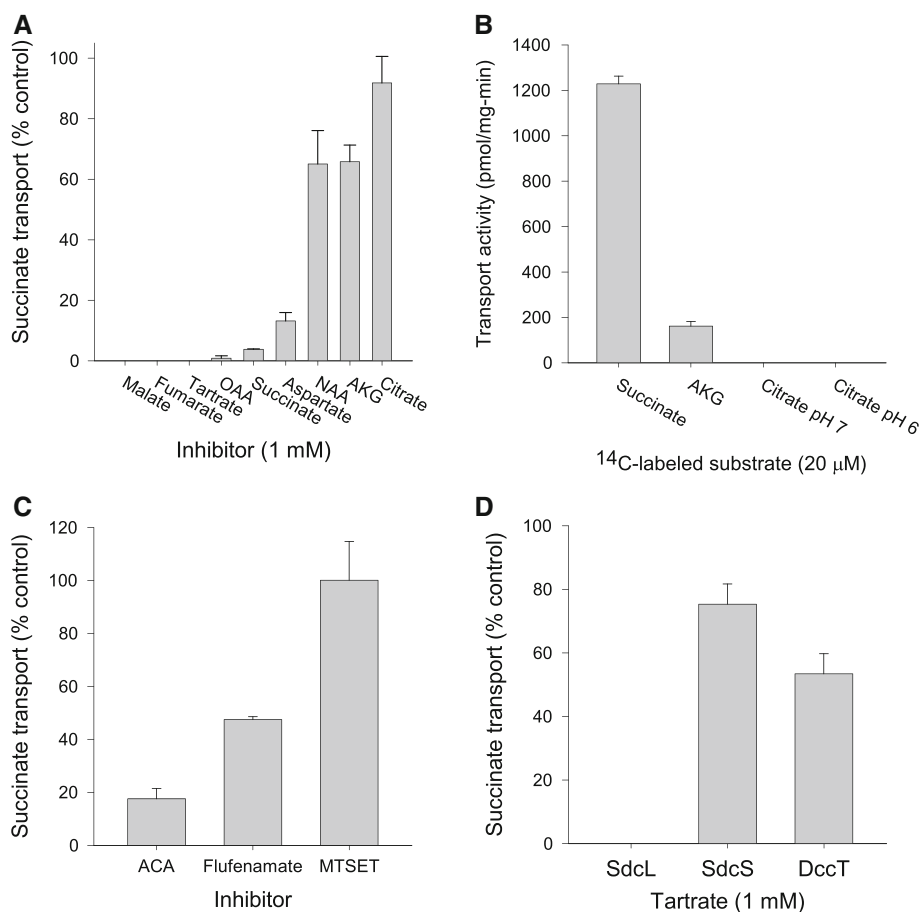 A
Succinate transport (% control)
100
80
60
40
20
0
Malate
Fumarate
Tartrate
OAA
Succinate
Aspartate
NAA
AKG
Citrate
Inhibitor (1 mM)
B
Transport activity (pmol/mg-min)
1400
1200
1000
800
600
400
200
0
Succinate
AKG
Citrate pH 7
Citrate pH 6
14C-labeled substrate (20 μM)
C
Succinate transport (% control)
120
100
80
60
40
20
0
ACA
Flufenamate
MTSET
Inhibitor
D
Succinate transport (% control)
100
80
60
40
20
0
SdcL
SdcS
DccT
Tartrate (1 mM)